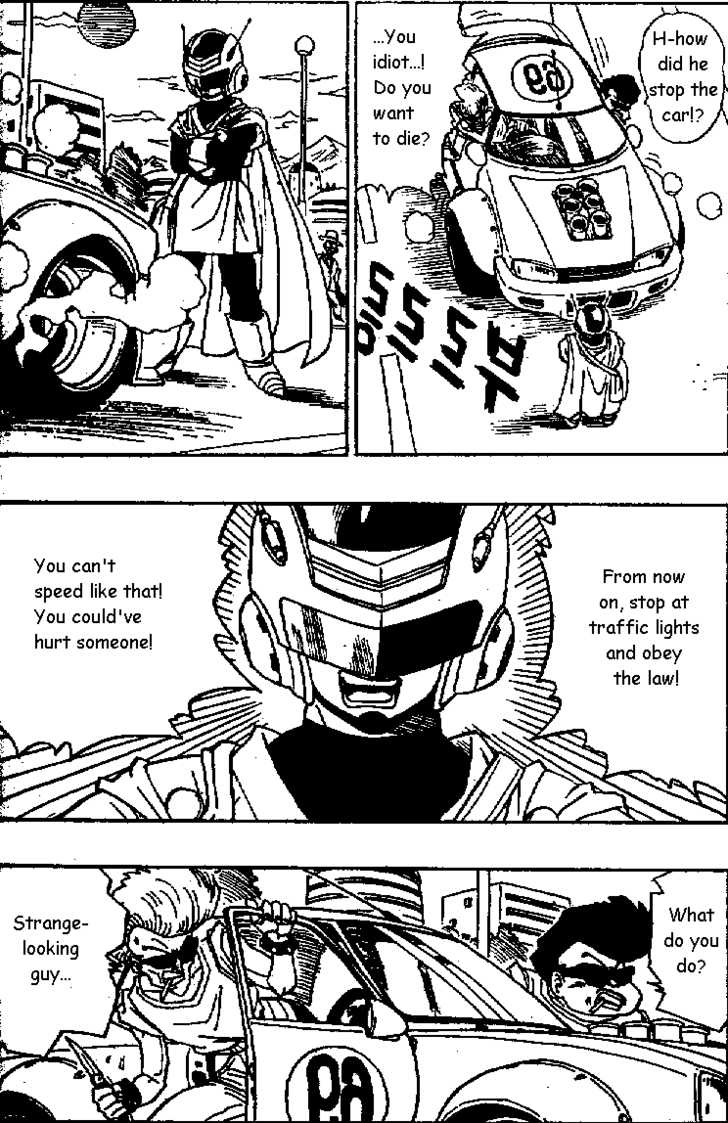 ...You
idiot...!
Do you
want
to die?
H-how
did he
stop the
car!?
You can't
speed like that!
You could've
hurt someone!
From now
on, stop at
traffic lights
and obey
the law!
Strange-
looking
guy...
What
do you
do?